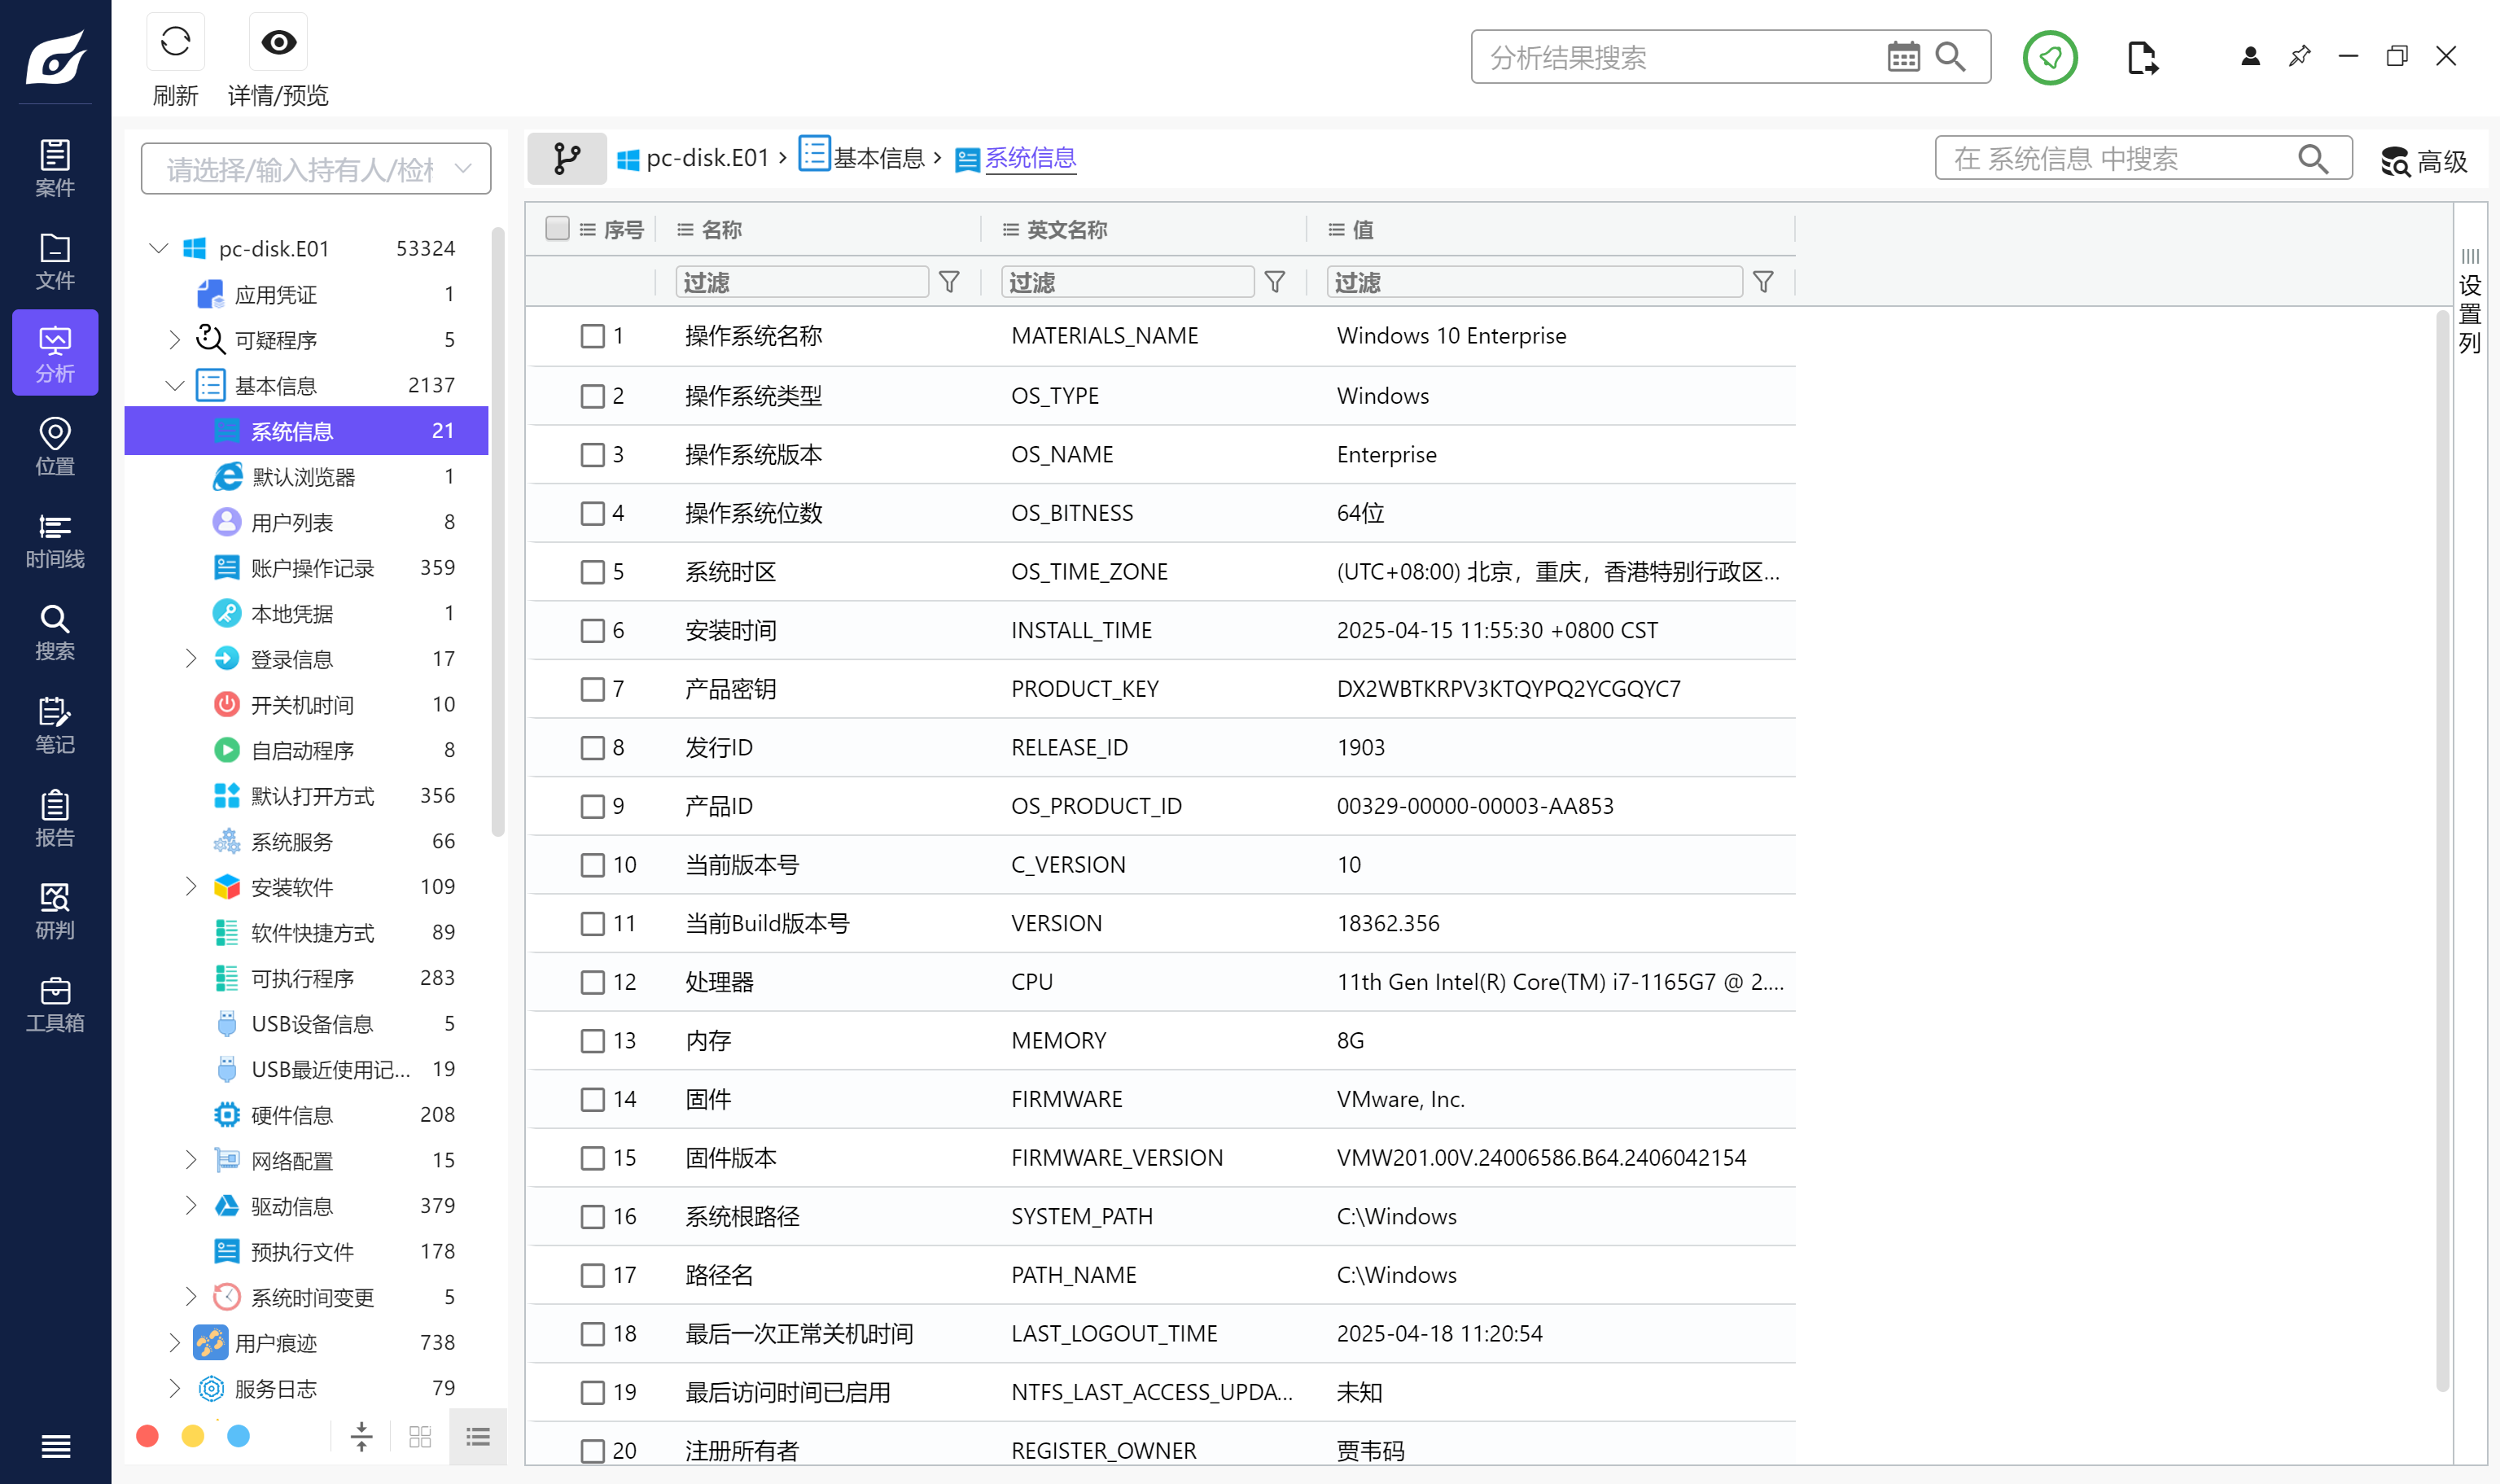 刷新
详情/预览
分析结果搜索
案件
文件
分析
位置
时间线
搜索
笔记
报告
研判
工具箱
请选择/输入持有人/检材
pc-disk.E01 53324
应用凭证 1
可疑程序 5
基本信息 2137
系统信息 21
默认浏览器 1
用户列表 8
账户操作记录 359
本地凭据 1
登录信息 17
开关机时间 10
自启动程序 8
默认打开方式 356
系统服务 66
安装软件 109
软件快捷方式 89
可执行程序 283
USB设备信息 5
USB最近使用记... 19
硬件信息 208
网络配置 15
驱动信息 379
预执行文件 178
系统时间变更 5
用户痕迹 738
服务日志 79
pc-disk.E01 › 基本信息 › 系统信息
在 系统信息 中搜索
高级
序号 名称 英文名称 值
过滤 过滤 过滤
1 操作系统名称 MATERIALS_NAME Windows 10 Enterprise
2 操作系统类型 OS_TYPE Windows
3 操作系统版本 OS_NAME Enterprise
4 操作系统位数 OS_BITNESS 64位
5 系统时区 OS_TIME_ZONE (UTC+08:00) 北京，重庆，香港特别行政区...
6 安装时间 INSTALL_TIME 2025-04-15 11:55:30 +0800 CST
7 产品密钥 PRODUCT_KEY DX2WBTKRPV3KTQYPQ2YCGQYC7
8 发行ID RELEASE_ID 1903
9 产品ID OS_PRODUCT_ID 00329-00000-00003-AA853
10 当前版本号 C_VERSION 10
11 当前Build版本号 VERSION 18362.356
12 处理器 CPU 11th Gen Intel(R) Core(TM) i7-1165G7 @ 2....
13 内存 MEMORY 8G
14 固件 FIRMWARE VMware, Inc.
15 固件版本 FIRMWARE_VERSION VMW201.00V.24006586.B64.2406042154
16 系统根路径 SYSTEM_PATH C:\Windows
17 路径名 PATH_NAME C:\Windows
18 最后一次正常关机时间 LAST_LOGOUT_TIME 2025-04-18 11:20:54
19 最后访问时间已启用 NTFS_LAST_ACCESS_UPDA... 未知
20 注册所有者 REGISTER_OWNER 贾韦码
设置列